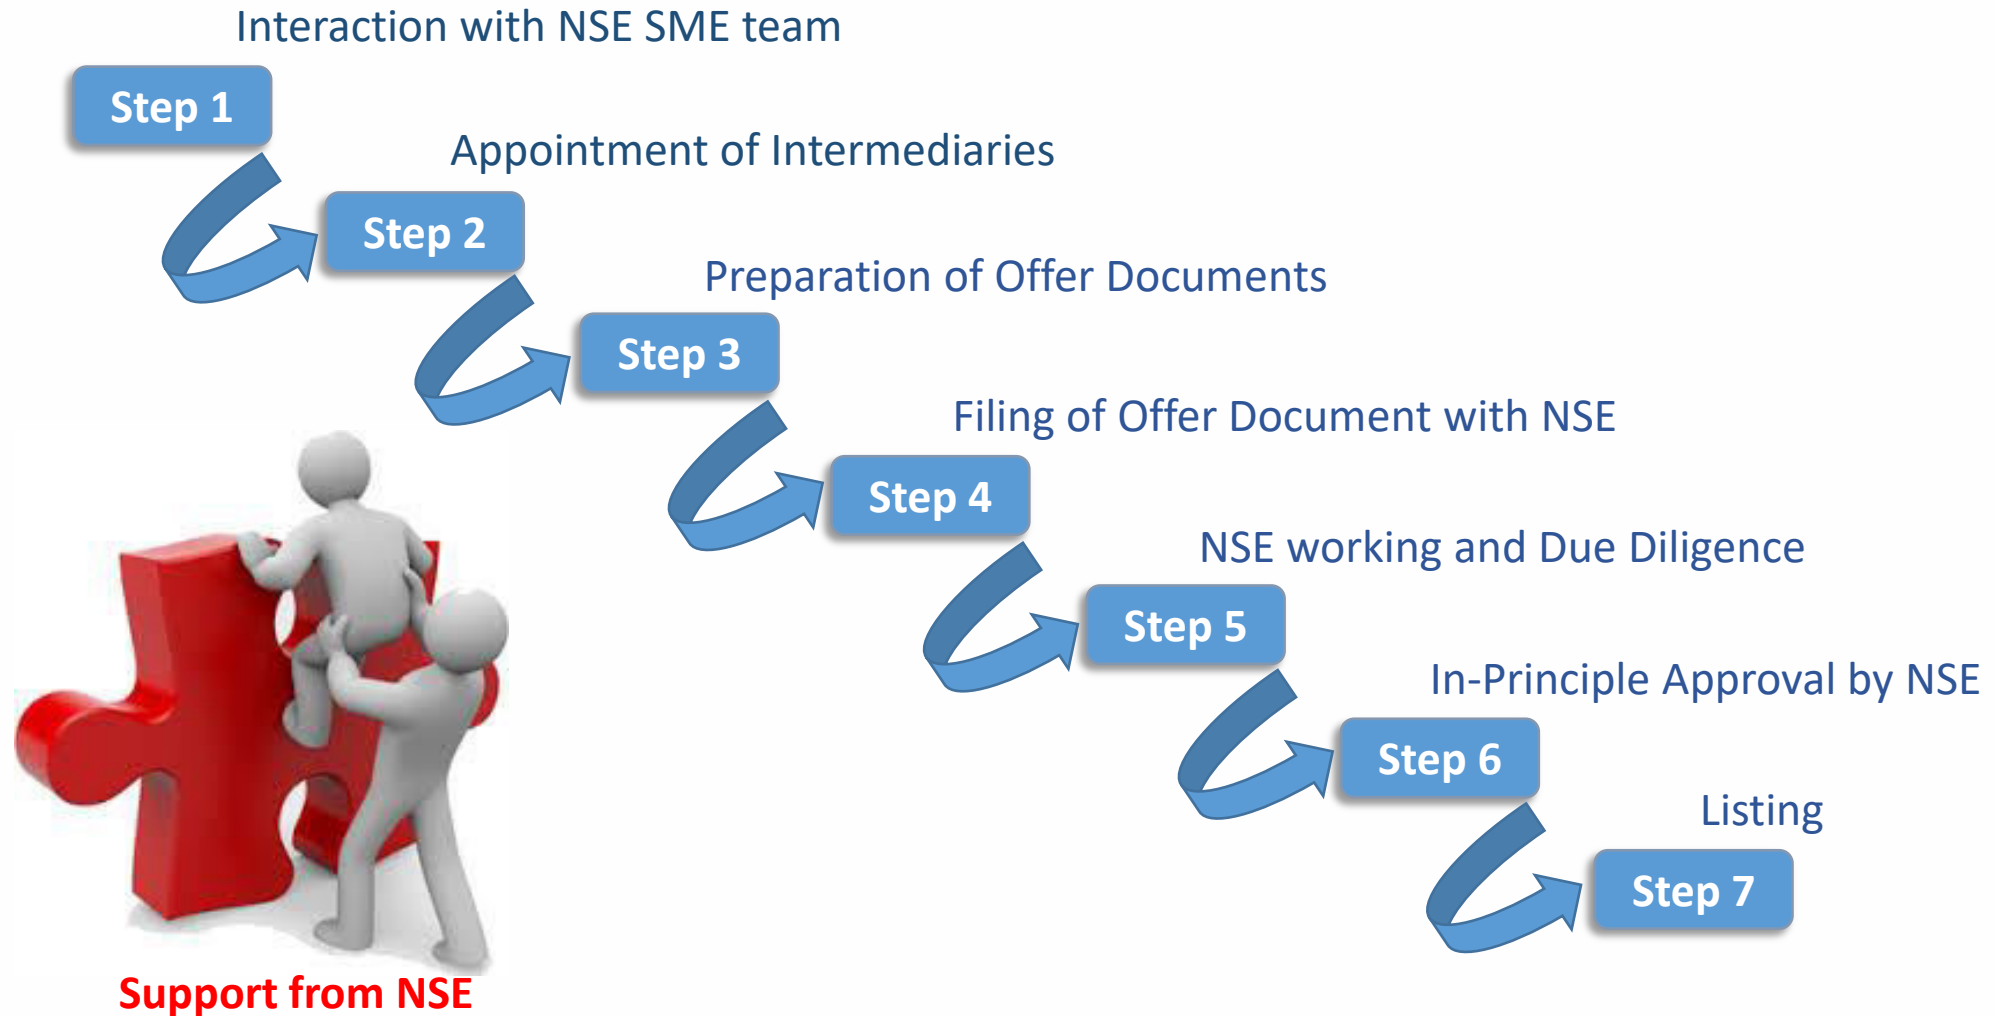 Interaction with NSE SME team
Step 1
Appointment of Intermediaries
Step 2
Preparation of Offer Documents
Step 3
Filing of Offer Document with NSE
Step 4
NSE working and Due Diligence
Step 5
In-Principle Approval by NSE
Step 6
Listing
Step 7
Support from NSE